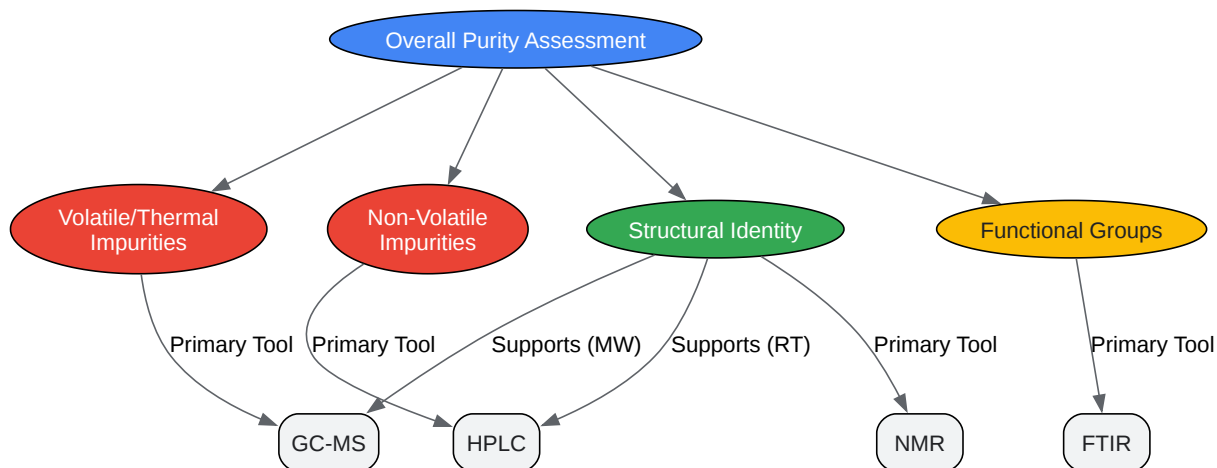 Overall Purity Assessment
Volatile/Thermal
Impurities
Non-Volatile
Impurities
Structural Identity
Functional Groups
Primary Tool
Primary Tool
Supports (MW)
Supports (RT)
Primary Tool
Primary Tool
GC-MS
HPLC
NMR
FTIR